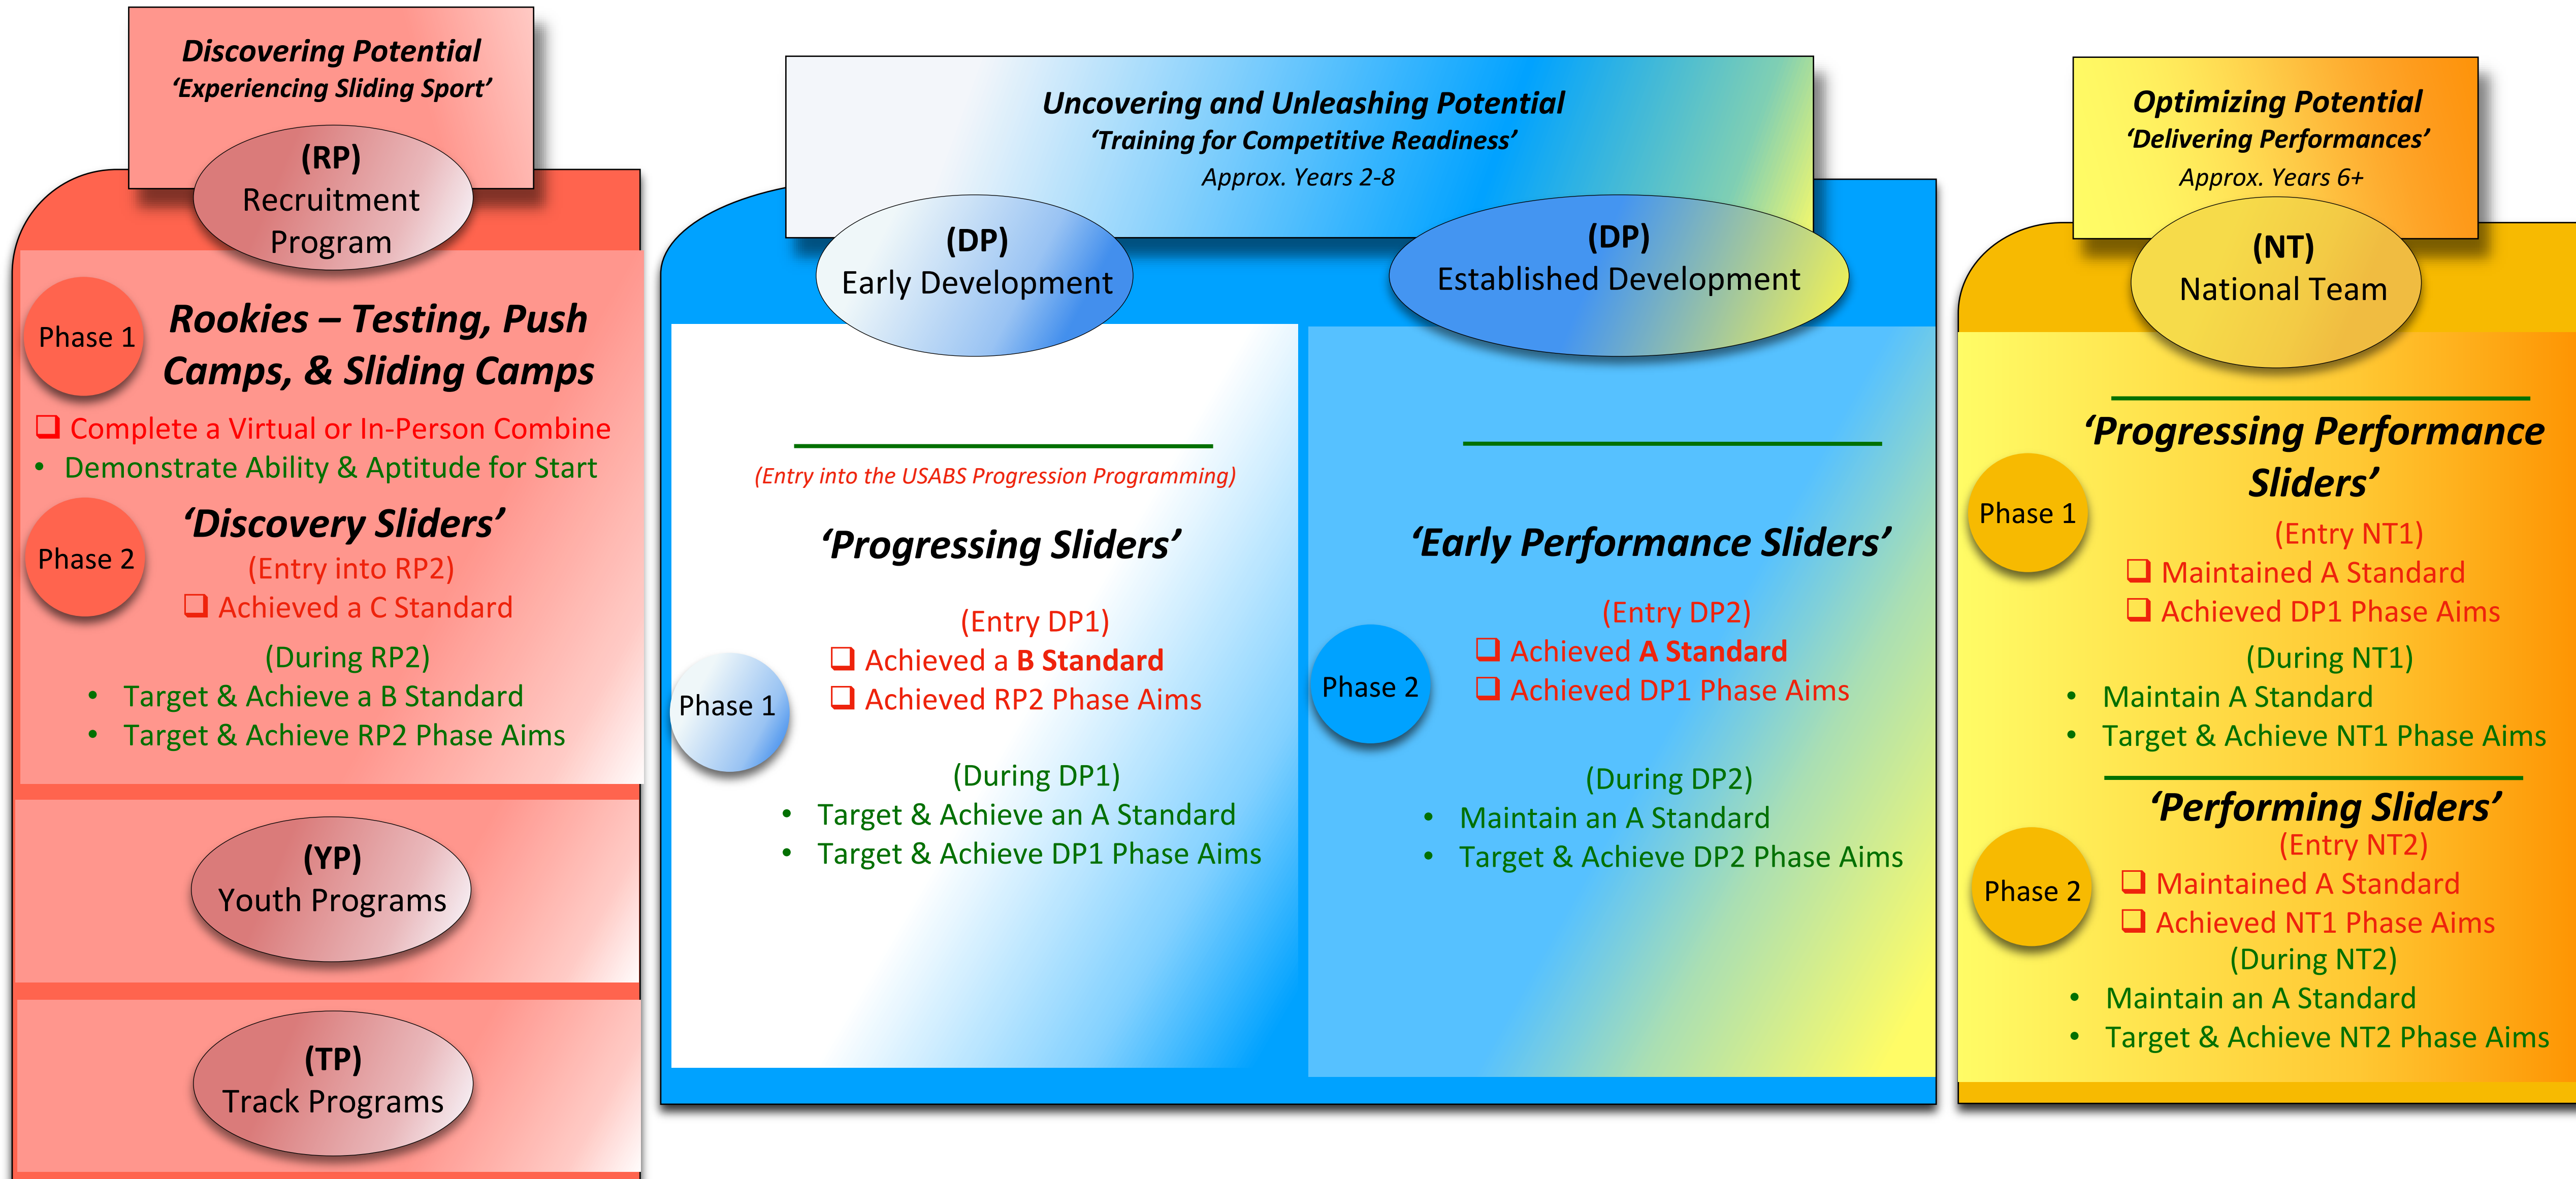 Discovering Potential
‘Experiencing Sliding Sport’
(RP)
Recruitment
Program
Phase 1
Rookies – Testing, Push
Camps, & Sliding Camps
❑ Complete a Virtual or In-Person Combine
• Demonstrate Ability & Aptitude for Start
Phase 2
‘Discovery Sliders’
(Entry into RP2)
❑ Achieved a C Standard
(During RP2)
• Target & Achieve a B Standard
• Target & Achieve RP2 Phase Aims
(YP)
Youth Programs
(TP)
Track Programs
Uncovering and Unleashing Potential
‘Training for Competitive Readiness’
Approx. Years 2-8
(DP)
Early Development
(Entry into the USABS Progression Programming)
‘Progressing Sliders’
(Entry DP1)
❑ Achieved a B Standard
❑ Achieved RP2 Phase Aims
Phase 1
(During DP1)
• Target & Achieve an A Standard
• Target & Achieve DP1 Phase Aims
(DP)
Established Development
‘Early Performance Sliders’
(Entry DP2)
❑ Achieved A Standard
❑ Achieved DP1 Phase Aims
Phase 2
(During DP2)
• Maintain an A Standard
• Target & Achieve DP2 Phase Aims
Optimizing Potential
‘Delivering Performances’
Approx. Years 6+
(NT)
National Team
‘Progressing Performance
Sliders’
Phase 1
(Entry NT1)
❑ Maintained A Standard
❑ Achieved DP1 Phase Aims
(During NT1)
• Maintain A Standard
• Target & Achieve NT1 Phase Aims
‘Performing Sliders’
(Entry NT2)
Phase 2
❑ Maintained A Standard
❑ Achieved NT1 Phase Aims
(During NT2)
• Maintain an A Standard
• Target & Achieve NT2 Phase Aims